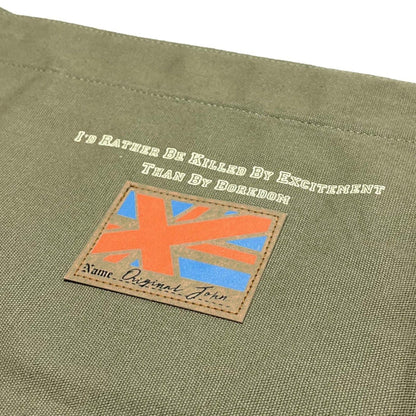 I'd Rather Be Killed By Excitement
Than By Boredom
Name Original John